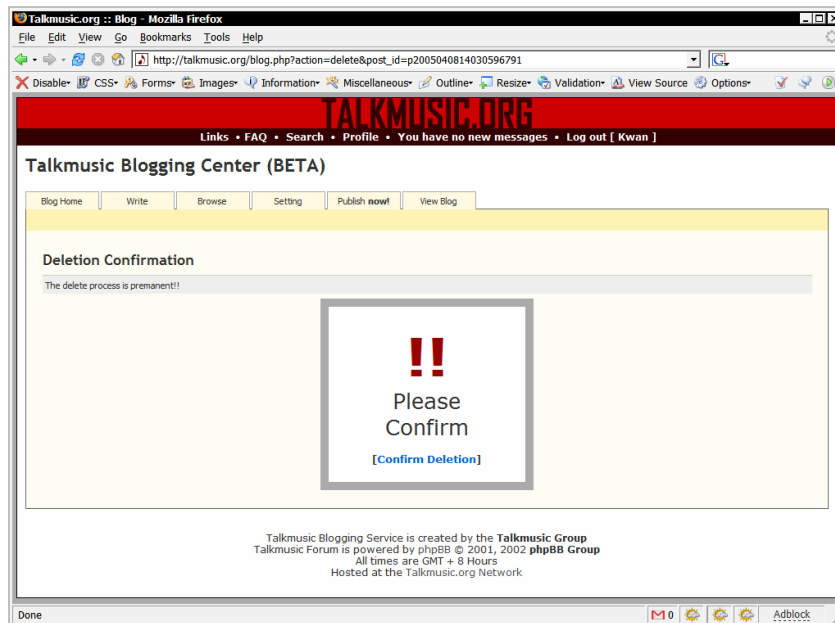 Talkmusic.org :: Blog - Mozilla Firefox
File Edit View Go Bookmarks Tools Help
http://talkmusic.org/blog.php?action=delete&post_id=p2005040814030596791
Disable CSS Forms Images Information Miscellaneous Outline Resize Validation View Source Options
TALKMUSIC.ORG
Links • FAQ • Search • Profile • You have no new messages • Log out [ Kwan ]
Talkmusic Blogging Center (BETA)
Blog Home Write Browse Setting Publish now! View Blog
Deletion Confirmation
The delete process is premanent!!
!!
Please
Confirm
[Confirm Deletion]
Talkmusic Blogging Service is created by the Talkmusic Group
Talkmusic Forum is powered by phpBB © 2001, 2002 phpBB Group
All times are GMT + 8 Hours
Hosted at the Talkmusic.org Network
Done 0 Adblock